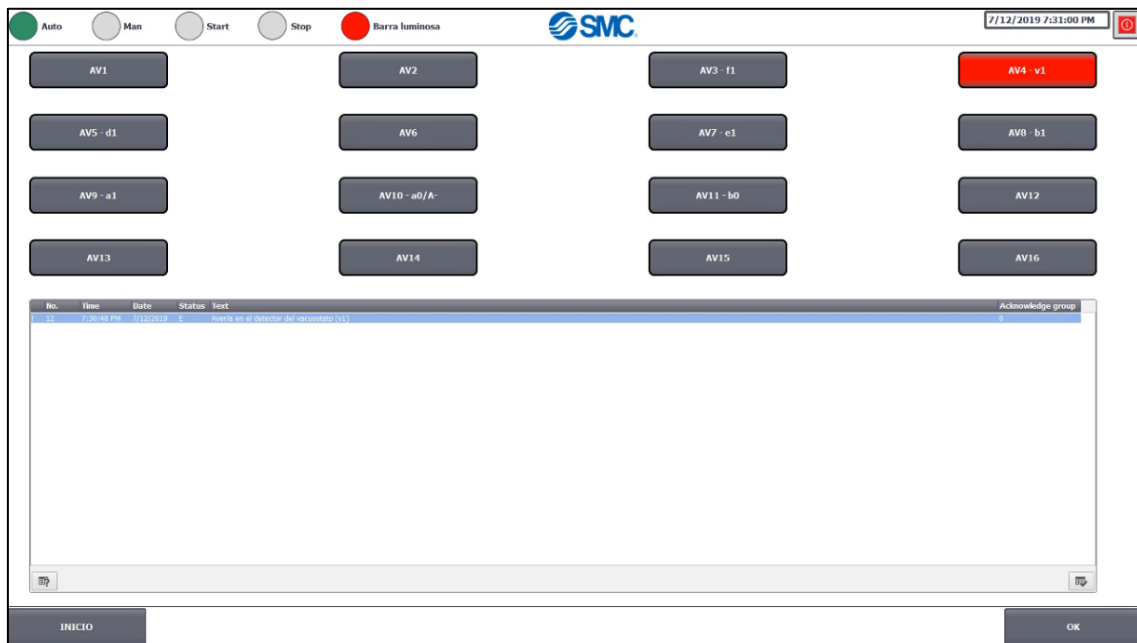 Auto Man Start Stop Barra luminosa SMC. 7/12/2019 7:31:00 PM
AV1 AV2 AV3 - f1 AV4 - v1
AV5 - d1 AV6 AV7 - e1 AV8 - b1
AV9 - a1 AV10 - a0/A- AV11 - b0 AV12
AV13 AV14 AV15 AV16
No. Time Date Status Text Acknowledge group
! 12 7:30:48 PM 7/12/2019 E Avería en el detector del vacuostato (v1) 0
INICIO OK